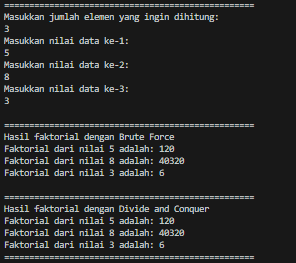 ==================================================
Masukkan jumlah elemen yang ingin dihitung:
3
Masukkan nilai data ke-1:
5
Masukkan nilai data ke-2:
8
Masukkan nilai data ke-3:
3
==================================================
Hasil faktorial dengan Brute Force
Faktorial dari nilai 5 adalah: 120
Faktorial dari nilai 8 adalah: 40320
Faktorial dari nilai 3 adalah: 6
==================================================
Hasil faktorial dengan Divide and Conquer
Faktorial dari nilai 5 adalah: 120
Faktorial dari nilai 8 adalah: 40320
Faktorial dari nilai 3 adalah: 6
==================================================